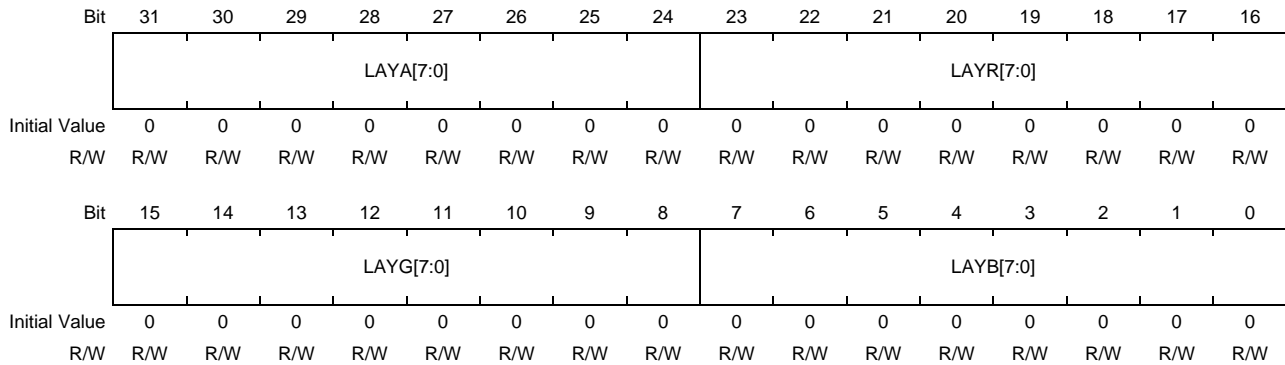 Bit 31 30 29 28 27 26 25 24 23 22 21 20 19 18 17 16
LAYA[7:0] LAYR[7:0]
Initial Value 0 0 0 0 0 0 0 0 0 0 0 0 0 0 0 0
R/W R/W R/W R/W R/W R/W R/W R/W R/W R/W R/W R/W R/W R/W R/W R/W R/W
Bit 15 14 13 12 11 10 9 8 7 6 5 4 3 2 1 0
LAYG[7:0] LAYB[7:0]
Initial Value 0 0 0 0 0 0 0 0 0 0 0 0 0 0 0 0
R/W R/W R/W R/W R/W R/W R/W R/W R/W R/W R/W R/W R/W R/W R/W R/W R/W